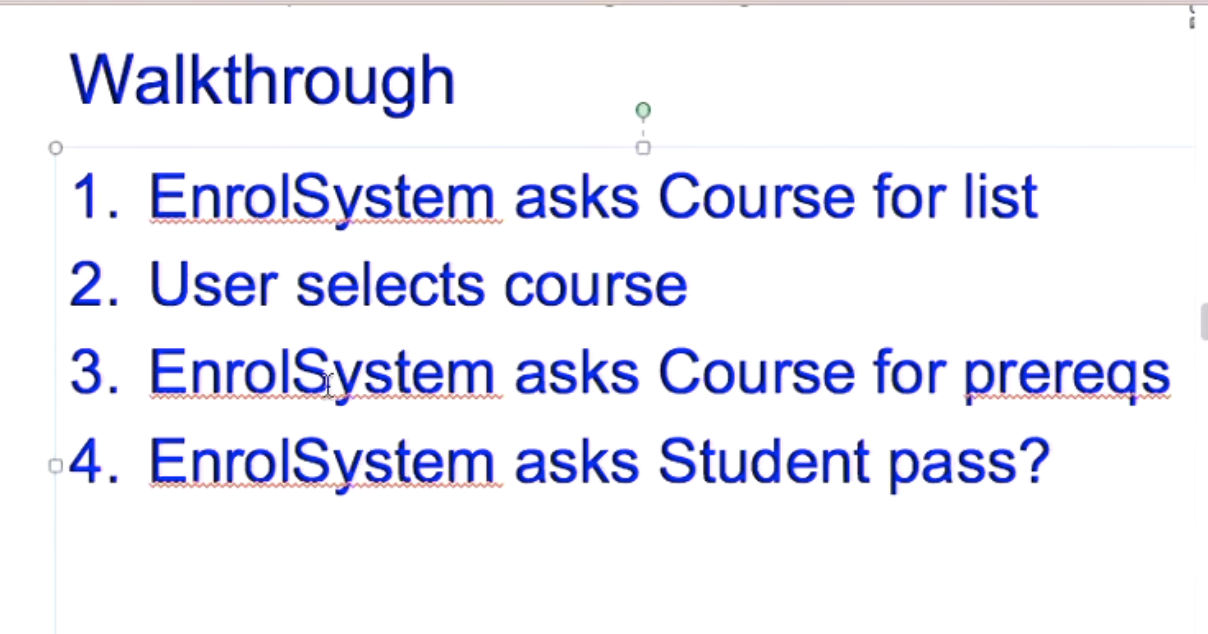 Walkthrough
1. EnrolSystem asks Course for list
2. User selects course
3. EnrolSystem asks Course for prereqs
4. EnrolSystem asks Student pass?